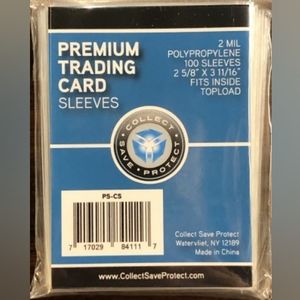 PREMIUM
TRADING
CARD
SLEEVES
2 MIL
POLYPROPYLENE
100 SLEEVES
2 5/8" X 3 11/16"
FITS INSIDE
TOPLOAD
COLLECT
SAVE
PROTECT
PS-CS
7 17029 84111 7
Collect Save Protect
Watervliet, NY 12189
Made in China
www.CollectSaveProtect.com